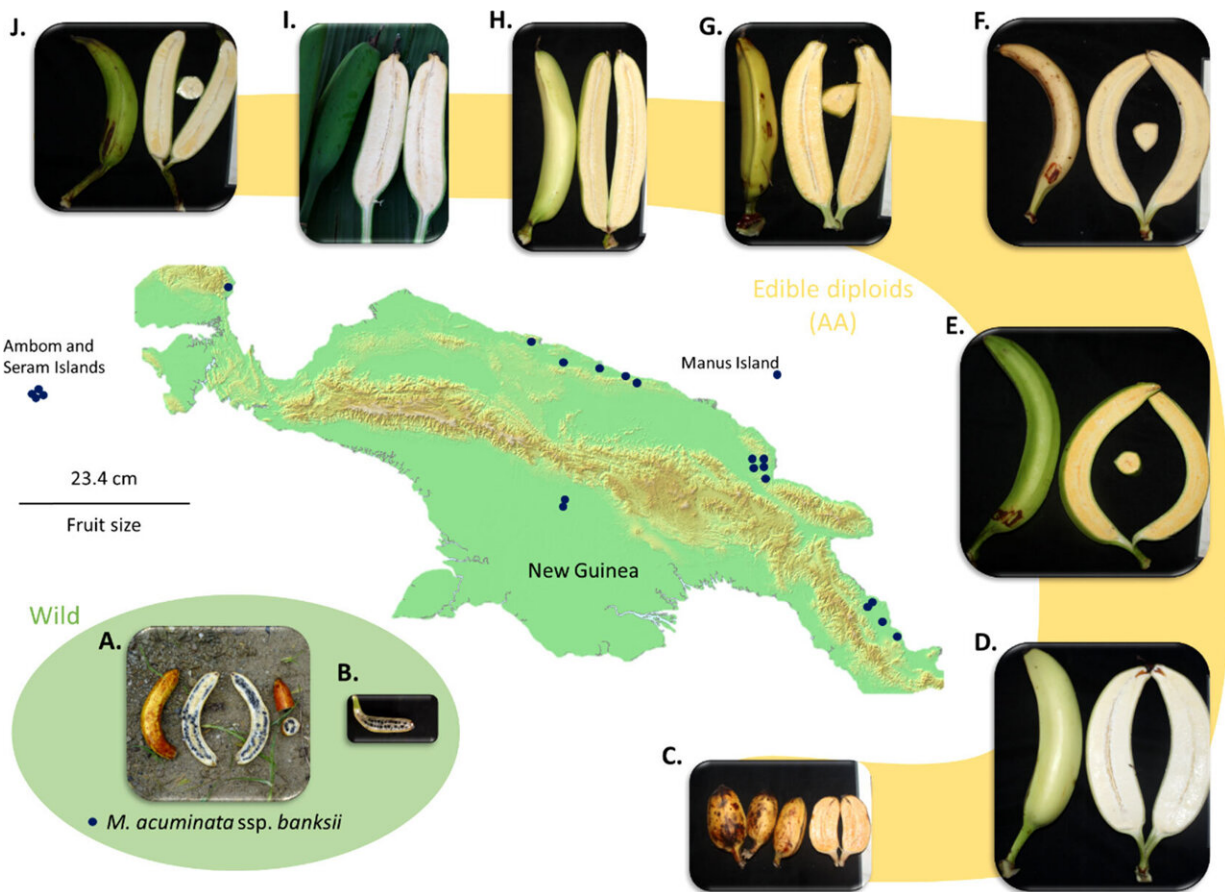 J.
I.
H.
G.
F.
Edible diploids
(AA)
E.
Ambom and
Seram Islands
Manus Island
23.4 cm
Fruit size
New Guinea
Wild
A.
B.
D.
C.
M. acuminata ssp. banksii